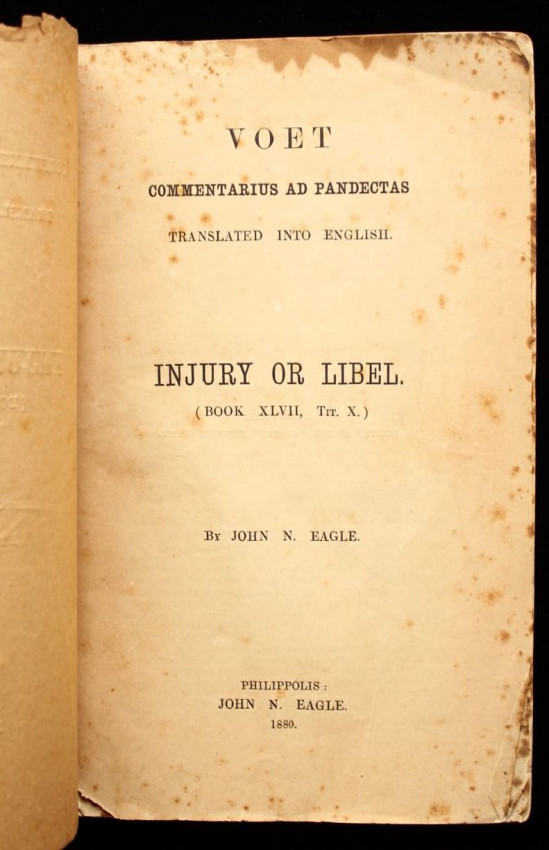 VOET
COMMENTARIUS AD PANDECTAS
TRANSLATED INTO ENGLISH.
INJURY OR LIBEL.
(BOOK XLVII, Tit. X.)
By JOHN N. EAGLE.
PHILIPPOLIS:
JOHN N. EAGLE.
1880.